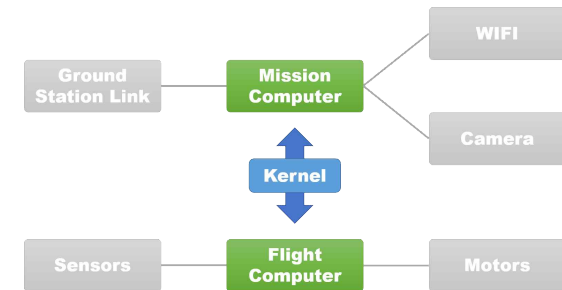 WIFI
Ground
Station Link
Mission
Computer
Camera
Kernel
Sensors
Flight
Computer
Motors